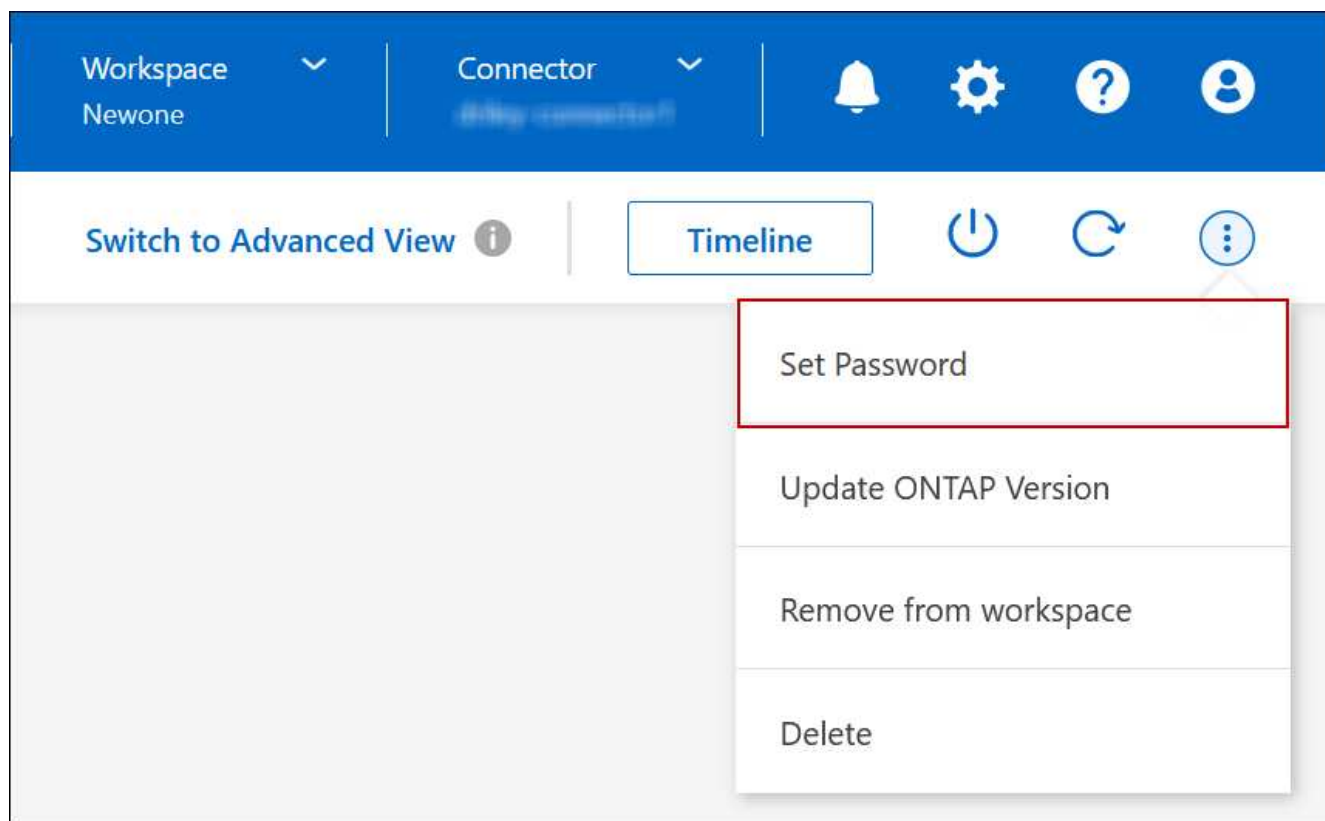 Workspace
Connector
Newone
Switch to Advanced View
Timeline
Set Password
Update ONTAP Version
Remove from workspace
Delete